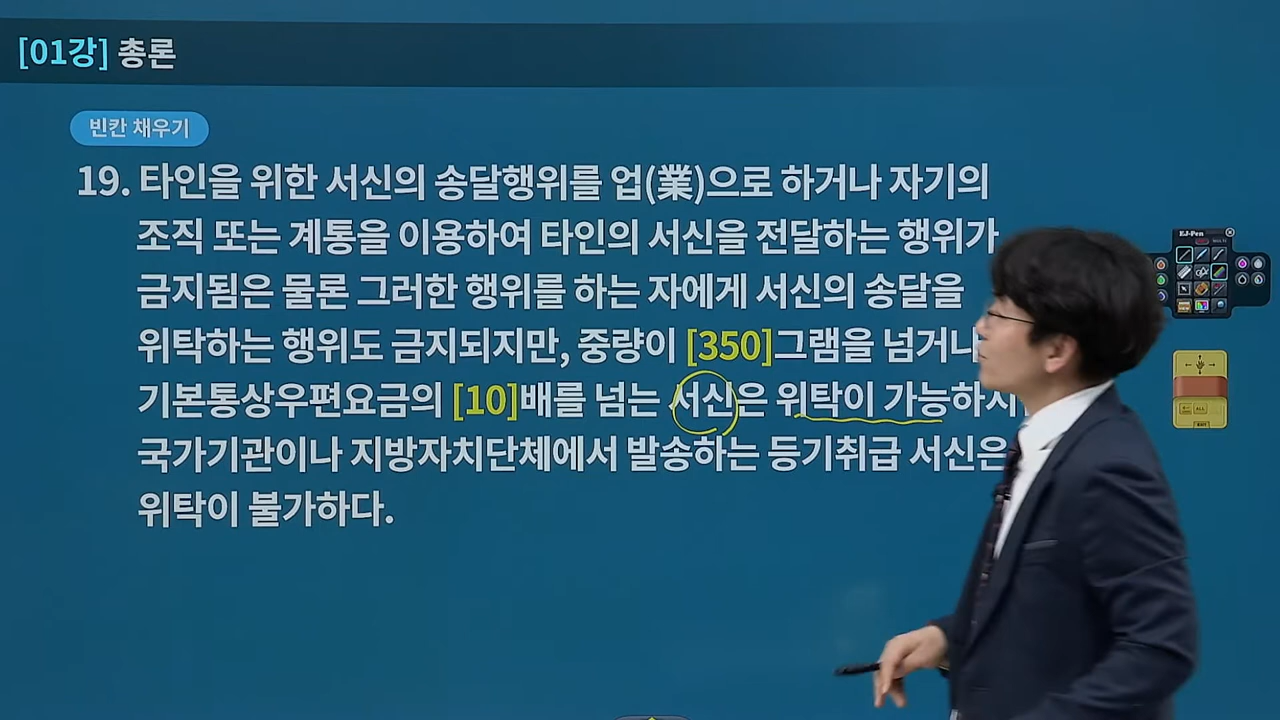 [01강] 총론
빈칸 채우기
19. 타인을 위한 서신의 송달행위를 업(業)으로 하거나 자기의
조직 또는 계통을 이용하여 타인의 서신을 전달하는 행위가
금지됨은 물론 그러한 행위를 하는 자에게 서신의 송달을
위탁하는 행위도 금지되지만, 중량이 [350]그램을 넘거나
기본통상우편요금의 [10]배를 넘는 서신은 위탁이
국가기관이나 지방자치단체에서 발송하는 등기취급 서신은
위탁이 불가하다.
EJ-Pen